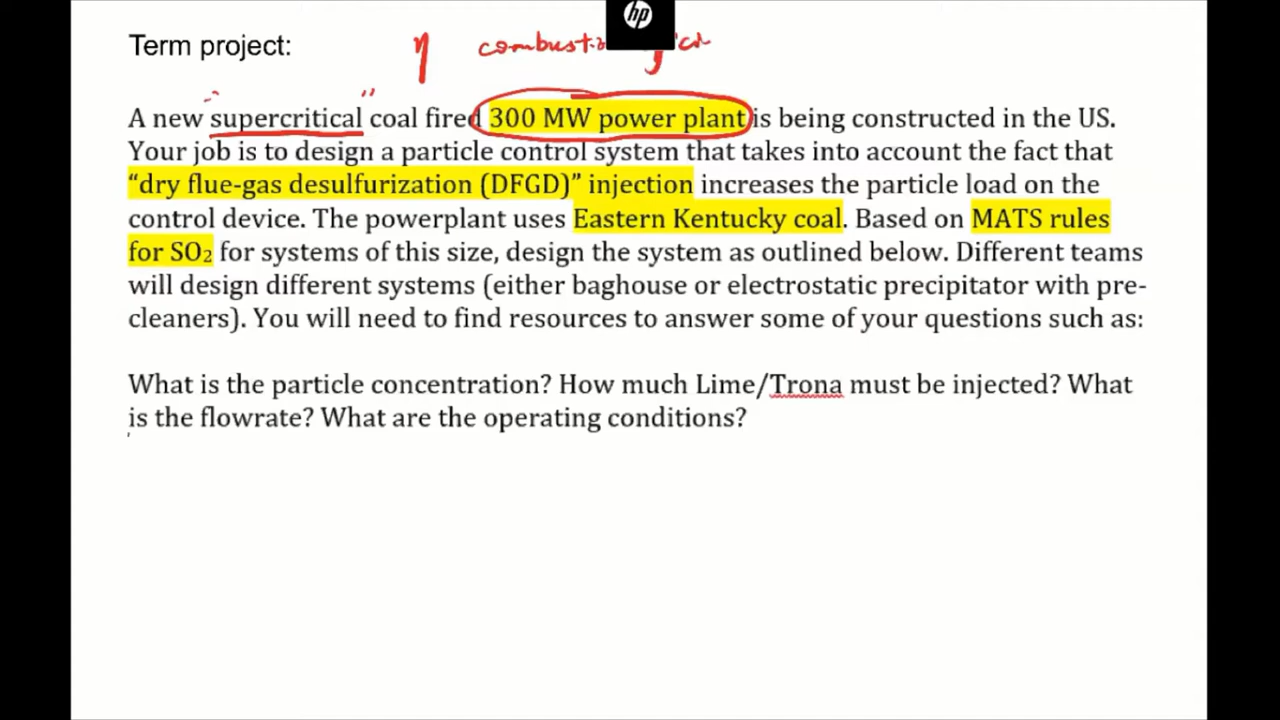 hp
Term project:
η combust
A new "supercritical" coal fired 300 MW power plant is being constructed in the US.
Your job is to design a particle control system that takes into account the fact that
“dry flue-gas desulfurization (DFGD)” injection increases the particle load on the
control device. The powerplant uses Eastern Kentucky coal. Based on MATS rules
for SO₂ for systems of this size, design the system as outlined below. Different teams
will design different systems (either baghouse or electrostatic precipitator with pre-
cleaners). You will need to find resources to answer some of your questions such as:
What is the particle concentration? How much Lime/Trona must be injected? What
is the flowrate? What are the operating conditions?